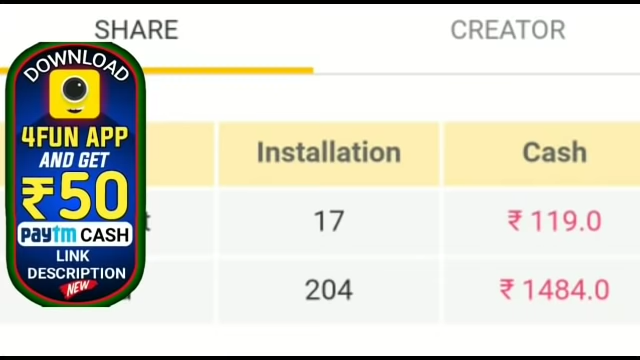 SHARE CREATOR
DOWNLOAD
4FUN APP
AND GET
₹50
paytm CASH
LINK
DESCRIPTION
NEW
Installation Cash
17 ₹ 119.0
204 ₹ 1484.0